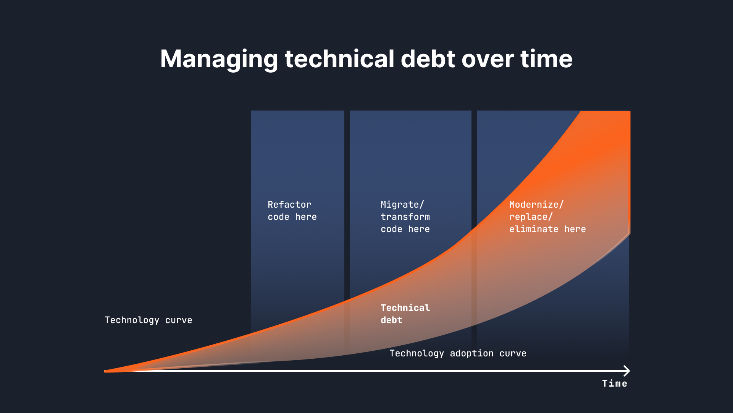 Managing technical debt over time
Refactor
code here
Migrate/
transform
code here
Modernize/
replace/
eliminate here
Technical
debt
Technology curve
Technology adoption curve
Time